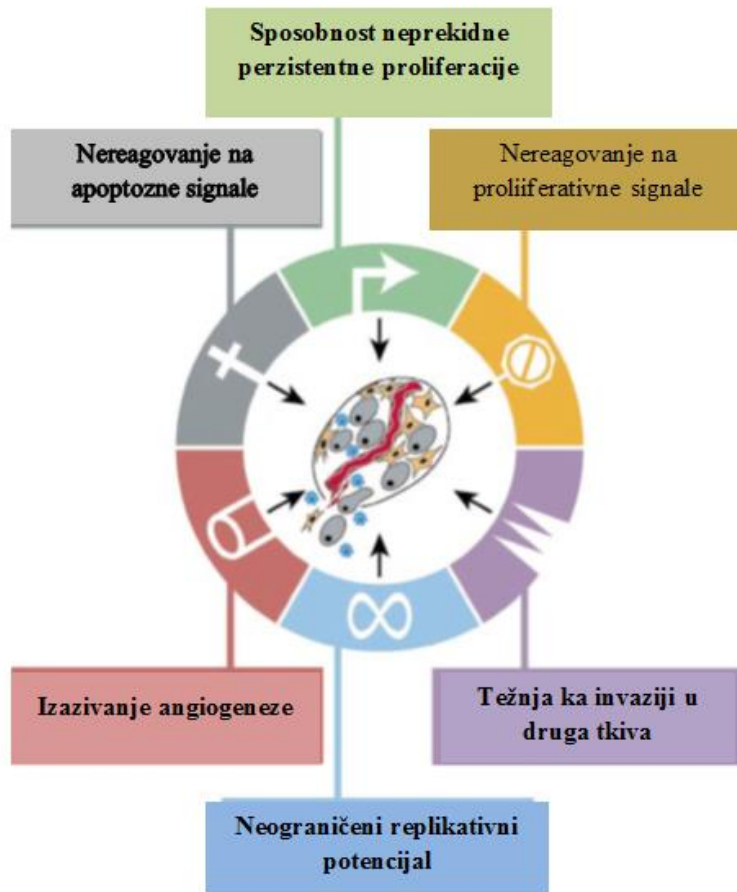 Sposobnost neprekidne
perzistentne proliferacije
Nereagovanje na
apoptozne signale
Nereagovanje na
proliiferativne signale
Izazivanje angiogeneze
Težnja ka invaziji u
druga tkiva
Neograničeni replikativni
potencijal